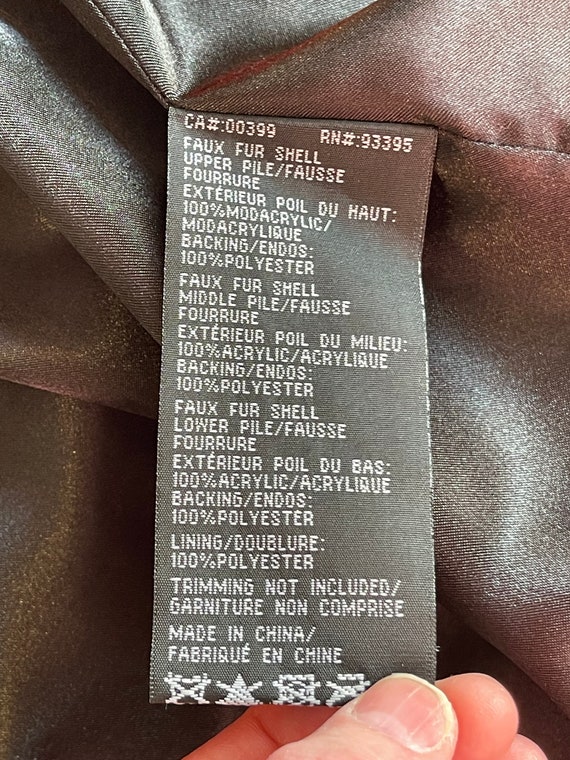 CA#:00399 RN#:93395
FAUX FUR SHELL
UPPER PILE/FAUSSE
FOURRURE
EXTÉRIEUR POIL DU HAUT:
100%MODACRYLIC/
MODACRYLIQUE
BACKING/ENDOS:
100%POLYESTER
FAUX FUR SHELL
MIDDLE PILE/FAUSSE
FOURRURE
EXTÉRIEUR POIL DU MILIEU:
100%ACRYLIC/ACRYLIQUE
BACKING/ENDOS:
100%POLYESTER
FAUX FUR SHELL
LOWER PILE/FAUSSE
FOURRURE
EXTÉRIEUR POIL DU BAS:
100%ACRYLIC/ACRYLIQUE
BACKING/ENDOS:
100%POLYESTER
LINING/DOUBLURE:
100%POLYESTER
TRIMMING NOT INCLUDED/
GARNITURE NON COMPRISE
MADE IN CHINA/
FABRIQUÉ EN CHINE